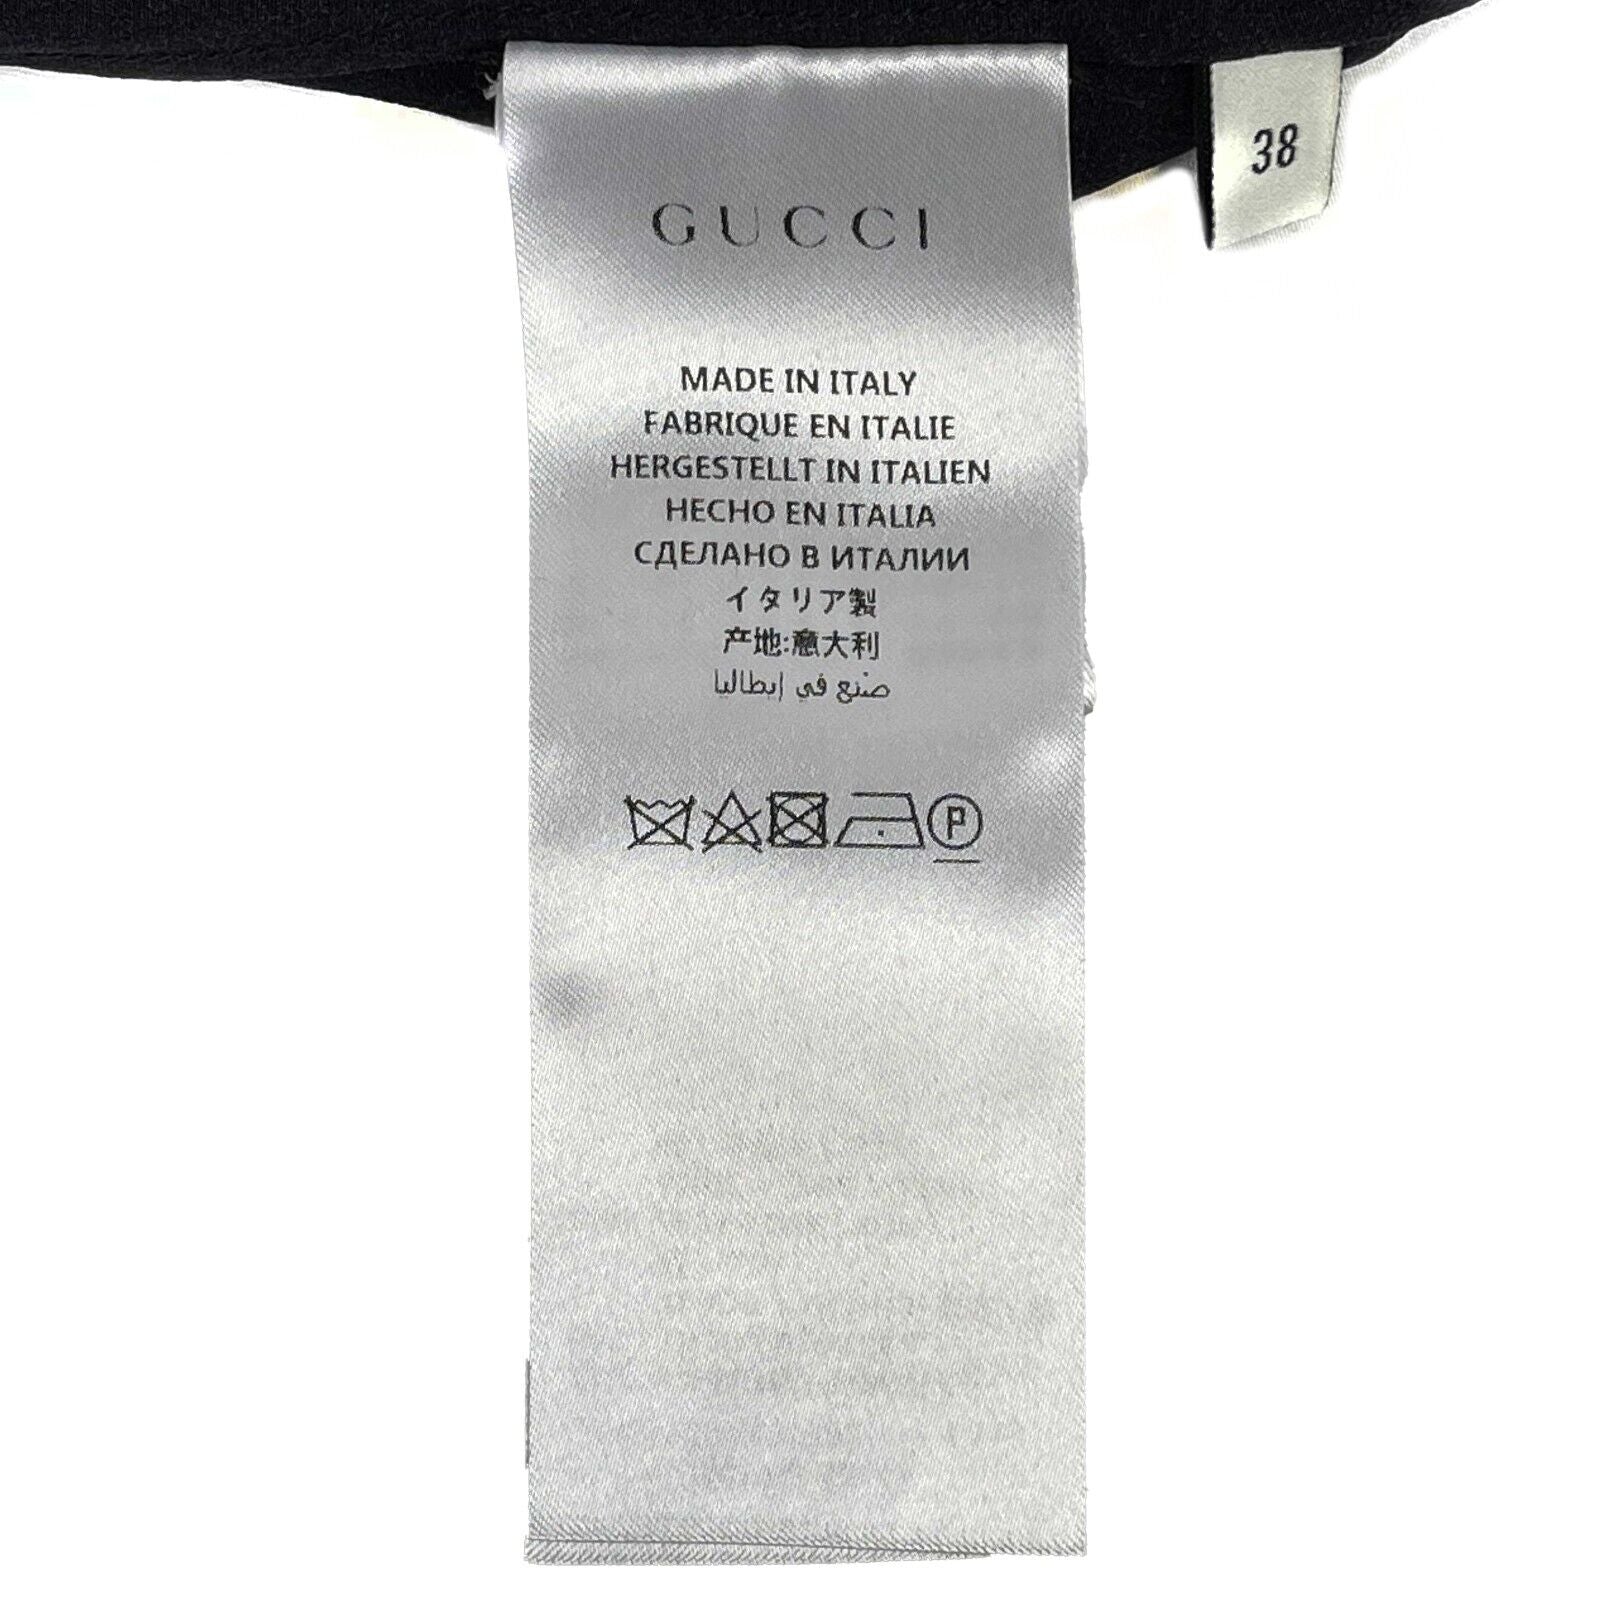 GUCCI
MADE IN ITALY
FABRIQUE EN ITALIE
HERGESTELLT IN ITALIEN
HECHO EN ITALIA
СДЕЛАНО В ИТАЛИИ
イタリア製
产地:意大利
صنع في إيطاليا
P
38